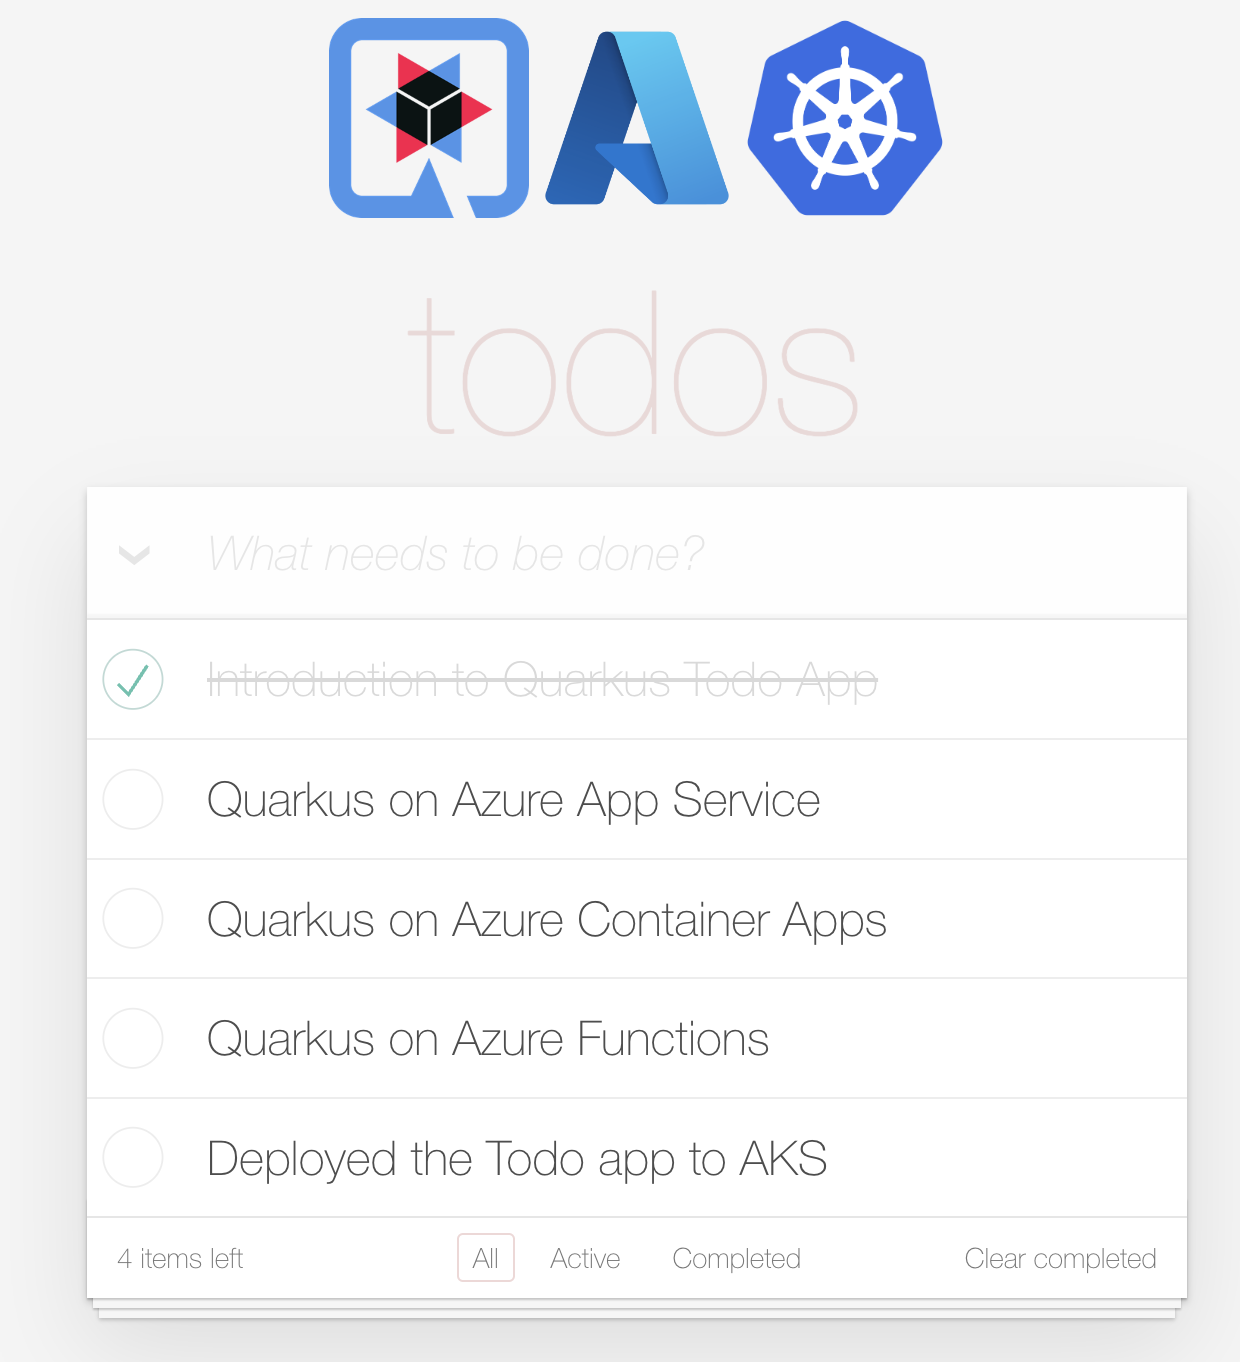 todos
What needs to be done?
Introduction to Quarkus Todo App
Quarkus on Azure App Service
Quarkus on Azure Container Apps
Quarkus on Azure Functions
Deployed the Todo app to AKS
4 items left All Active Completed Clear completed